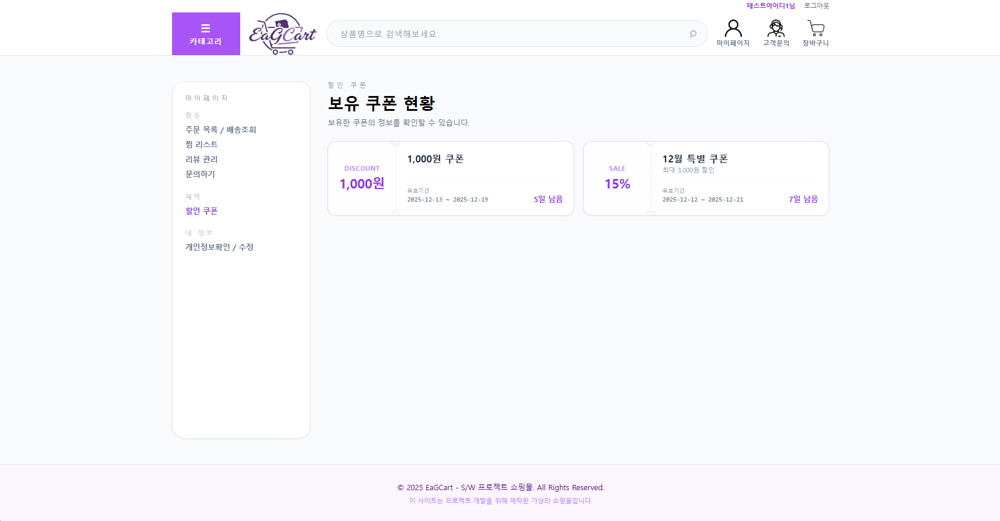 테스트아이디1님 로그아웃
카테고리
EaGCart
상품명으로 검색해보세요
마이페이지 고객문의 장바구니
마이페이지
활동
주문 목록 / 배송조회
찜 리스트
리뷰 관리
문의하기
혜택
할인 쿠폰
내 정보
개인정보확인 / 수정
할인 쿠폰
보유 쿠폰 현황
보유한 쿠폰의 정보를 확인할 수 있습니다.
DISCOUNT
1,000원
1,000원 쿠폰
유효기간
2025-12-13 ~ 2025-12-19
5일 남음
SALE
15%
12월 특별 쿠폰
최대 3,000원 할인
유효기간
2025-12-12 ~ 2025-12-21
7일 남음
© 2025 EaGCart - S/W 프로젝트 쇼핑몰. All Rights Reserved.
이 사이트는 프로젝트 개발을 위해 제작된 가상의 쇼핑몰입니다.